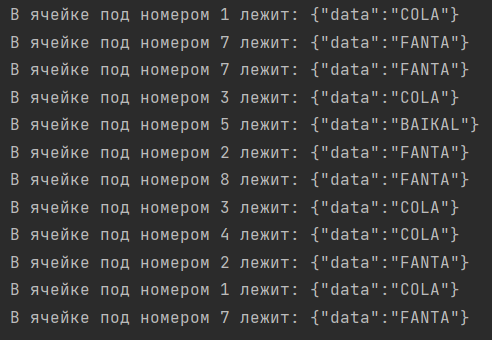 В ячейке под номером 1 лежит: {"data":"COLA"}
В ячейке под номером 7 лежит: {"data":"FANTA"}
В ячейке под номером 7 лежит: {"data":"FANTA"}
В ячейке под номером 3 лежит: {"data":"COLA"}
В ячейке под номером 5 лежит: {"data":"BAIKAL"}
В ячейке под номером 2 лежит: {"data":"FANTA"}
В ячейке под номером 8 лежит: {"data":"FANTA"}
В ячейке под номером 3 лежит: {"data":"COLA"}
В ячейке под номером 4 лежит: {"data":"COLA"}
В ячейке под номером 2 лежит: {"data":"FANTA"}
В ячейке под номером 1 лежит: {"data":"COLA"}
В ячейке под номером 7 лежит: {"data":"FANTA"}